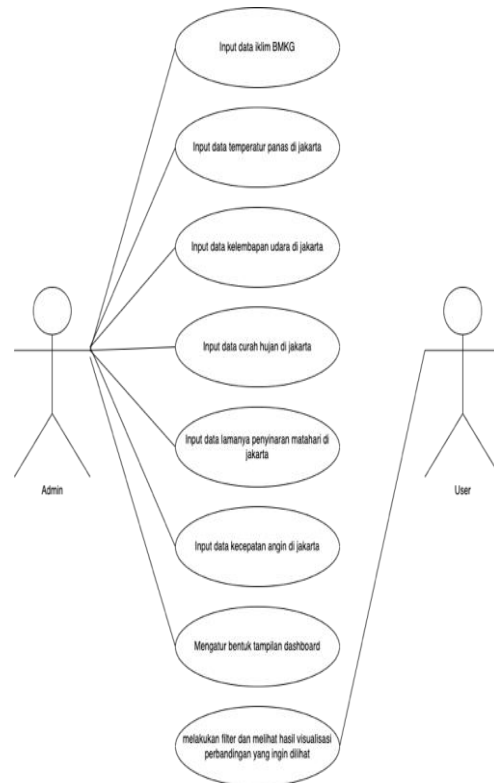 Input data iklim BMKG
Input data temperatur panas di jakarta
Input data kelembapan udara di jakarta
Input data curah hujan di jakarta
Input data lamanya penyinaran matahari di
jakarta
Admin
User
Input data kecepatan angin di jakarta
Mengatur bentuk tampilan dashboard
melakukan filter dan melihat hasil visualisasi
perbandingan yang ingin dilihat